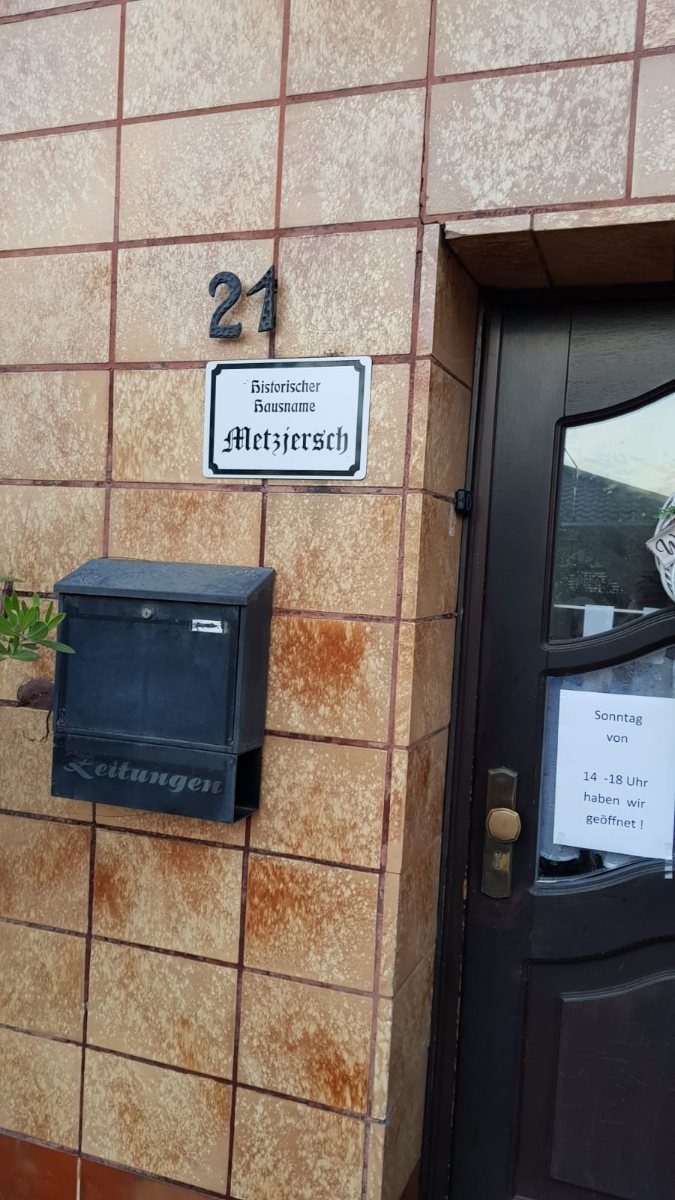 21
Historischer
Hausname
Metzjersch
Zeitungen
Sonntag
von
14 -18 Uhr
haben wir
geöffnet !